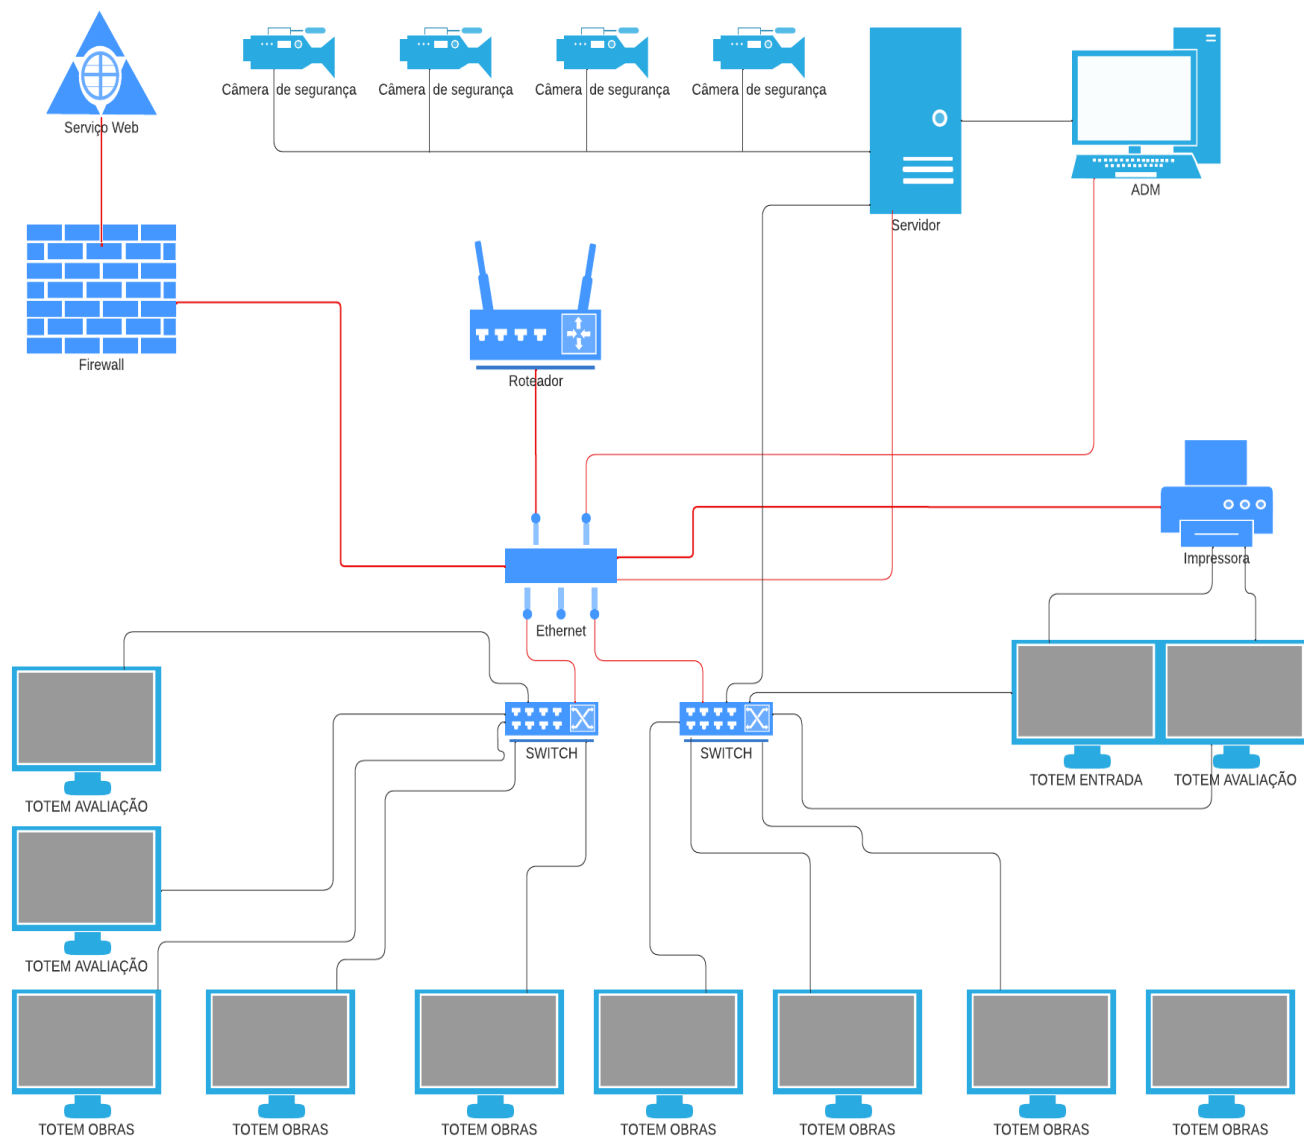 Serviço Web
Câmera de segurança
Câmera de segurança
Câmera de segurança
Câmera de segurança
Servidor
ADM
Firewall
Roteador
Impressora
Ethernet
SWITCH
SWITCH
TOTEM ENTRADA
TOTEM AVALIAÇÃO
TOTEM AVALIAÇÃO
TOTEM AVALIAÇÃO
TOTEM OBRAS
TOTEM OBRAS
TOTEM OBRAS
TOTEM OBRAS
TOTEM OBRAS
TOTEM OBRAS
TOTEM OBRAS